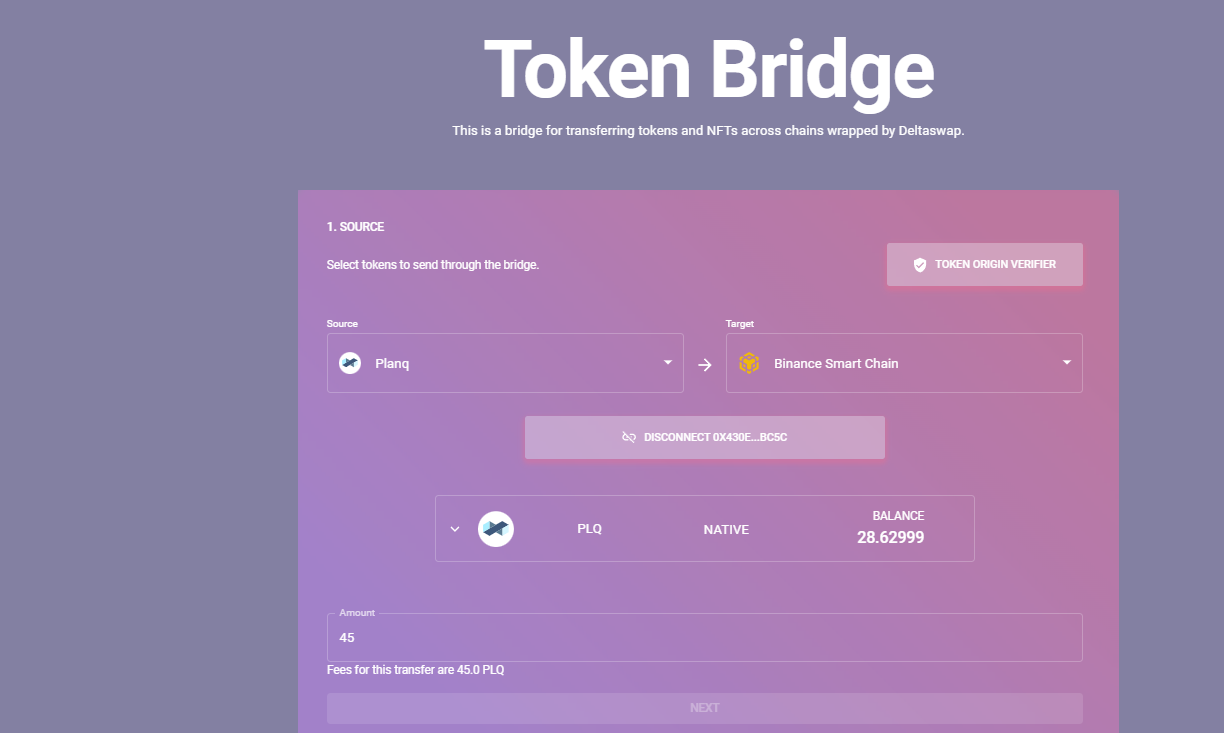 Token Bridge
This is a bridge for transferring tokens and NFTs across chains wrapped by Deltaswap.
1. SOURCE
Select tokens to send through the bridge.
TOKEN ORIGIN VERIFIER
Source
Target
Planq
Binance Smart Chain
DISCONNECT 0X430E...BC5C
PLQ
NATIVE
BALANCE
28.62999
Amount
45
Fees for this transfer are 45.0 PLQ
NEXT